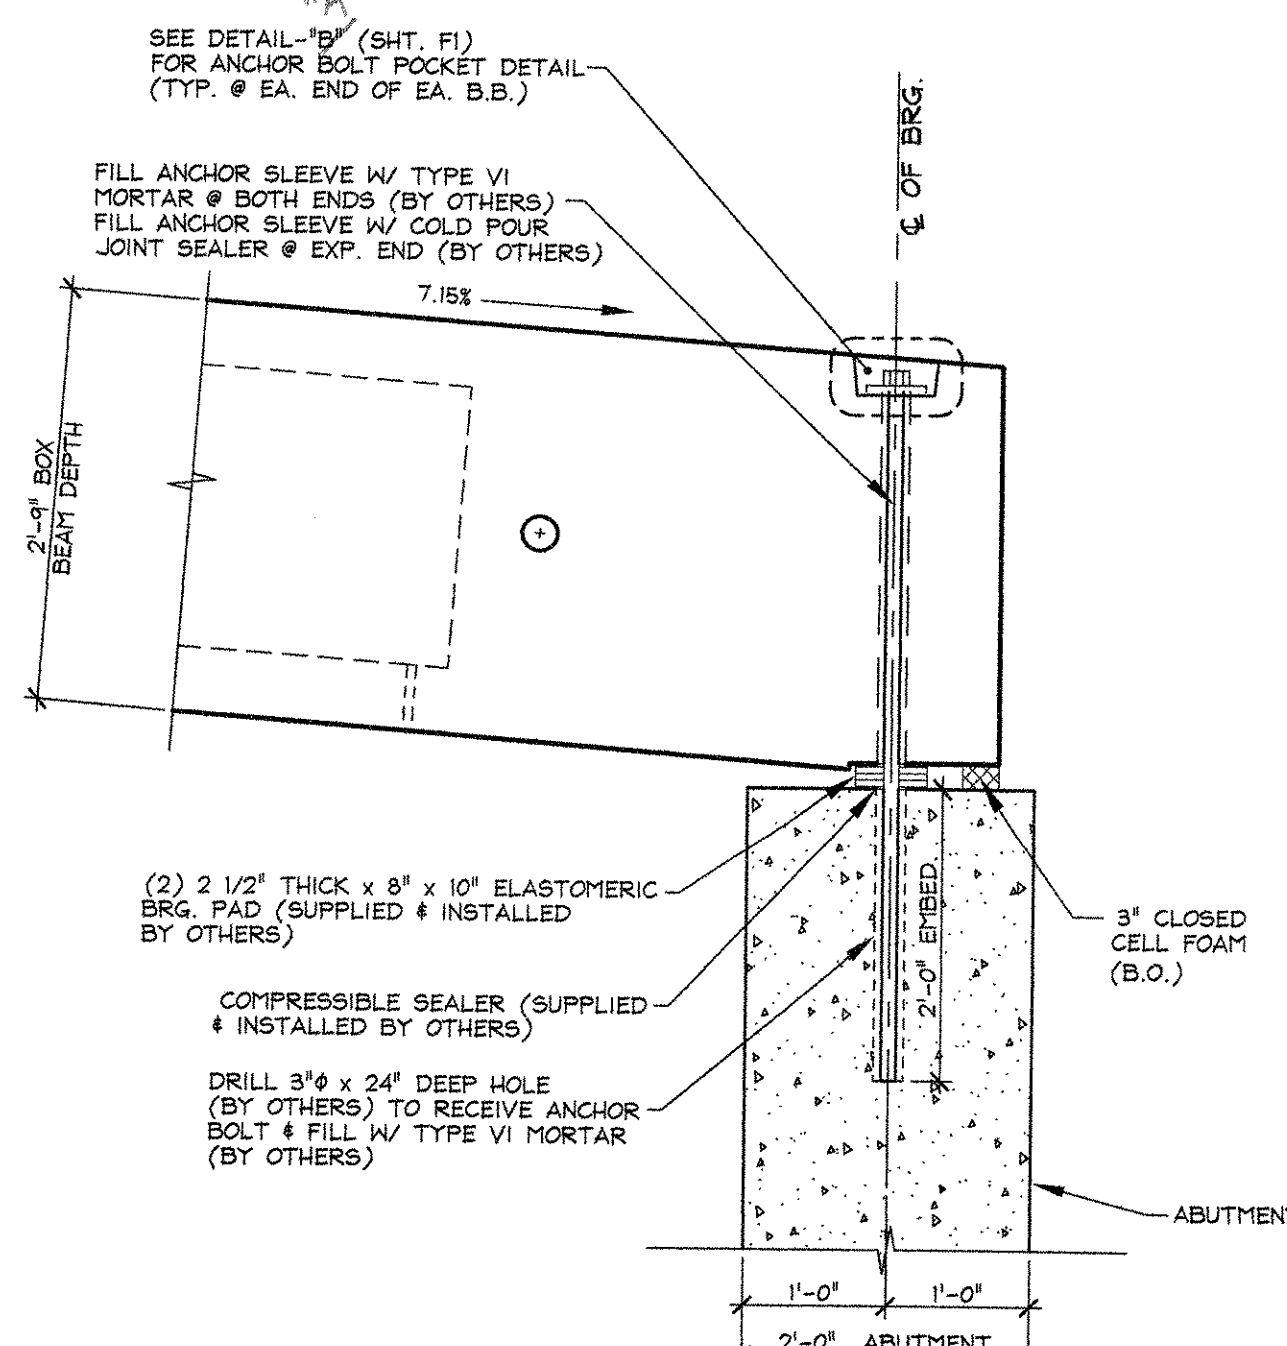 A
SEE DETAIL-"B" (SHT. F1)
FOR ANCHOR BOLT POCKET DETAIL
(TYP. @ EA. END OF EA. B.B.)
℄ OF BRG.
FILL ANCHOR SLEEVE W/ TYPE VI
MORTAR @ BOTH ENDS (BY OTHERS)
FILL ANCHOR SLEEVE W/ COLD POUR
JOINT SEALER @ EXP. END (BY OTHERS)
7.15%
2'-9" BOX
BEAM DEPTH
(2) 2 1/2" THICK x 8" x 10" ELASTOMERIC
BRG. PAD (SUPPLIED & INSTALLED
BY OTHERS)
2'-0" EMBED.
3" CLOSED
CELL FOAM
(B.O.)
COMPRESSIBLE SEALER (SUPPLIED
& INSTALLED BY OTHERS)
DRILL 3"ϕ x 24" DEEP HOLE
(BY OTHERS) TO RECEIVE ANCHOR
BOLT & FILL W/ TYPE VI MORTAR
(BY OTHERS)
ABUTMENT
1'-0" 1'-0"
2'-0" ABUTMENT